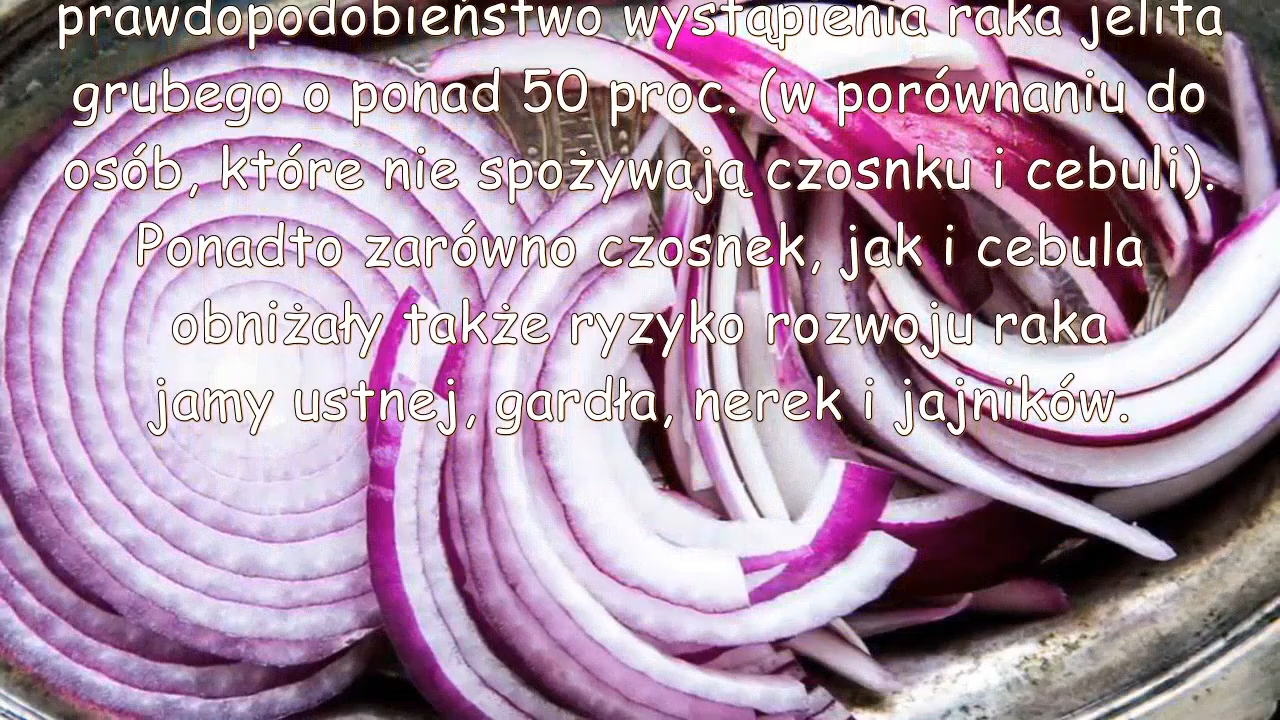 prawdopodobieństwo wystąpienia raka jelita
grubego o ponad 50 proc. (w porównaniu do
osób, które nie spożywają czosnku i cebuli).
Ponadto zarówno czosnek, jak i cebula
obniżały także ryzyko rozwoju raka
jamy ustnej, gardła, nerek i jajników.